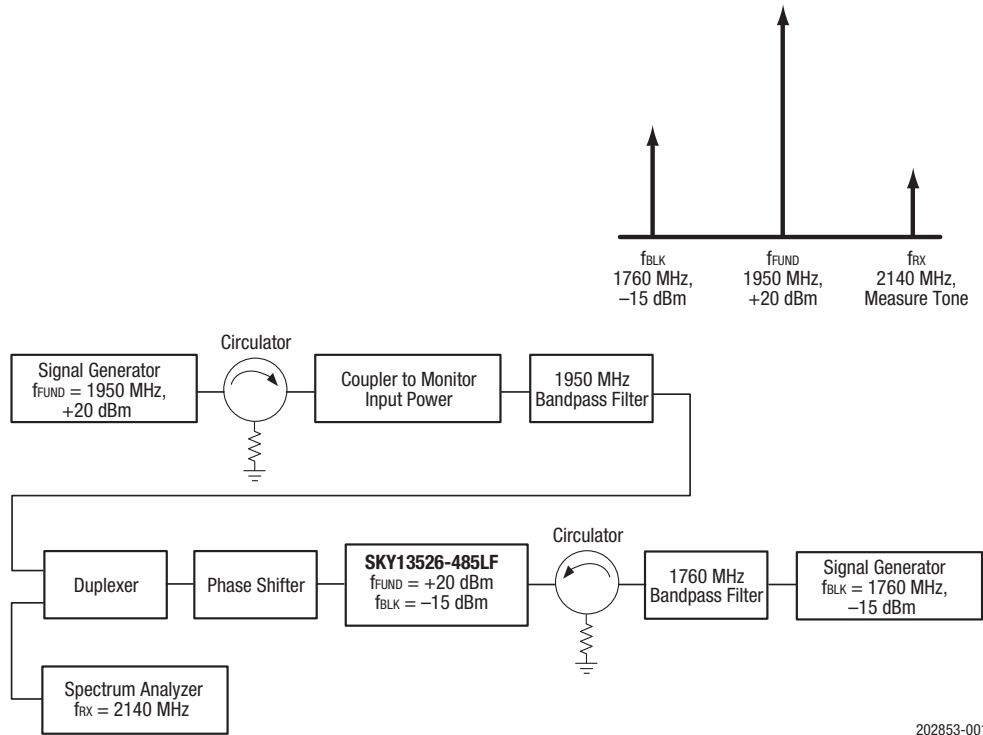 fBLK
1760 MHz,
–15 dBm
fFUND
1950 MHz,
+20 dBm
fRX
2140 MHz,
Measure Tone
Signal Generator
fFUND = 1950 MHz,
+20 dBm
Circulator
Coupler to Monitor
Input Power
1950 MHz
Bandpass Filter
Duplexer
Phase Shifter
SKY13526-485LF
fFUND = +20 dBm
fBLK = –15 dBm
Circulator
1760 MHz
Bandpass Filter
Signal Generator
fBLK = 1760 MHz,
–15 dBm
Spectrum Analyzer
fRX = 2140 MHz